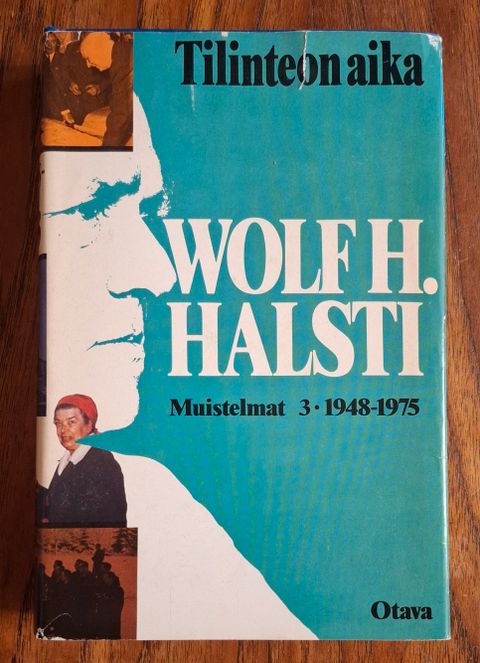 Tilinteon aika
WOLF H.
HALSTI
Muistelmat 3 • 1948-1975
Otava